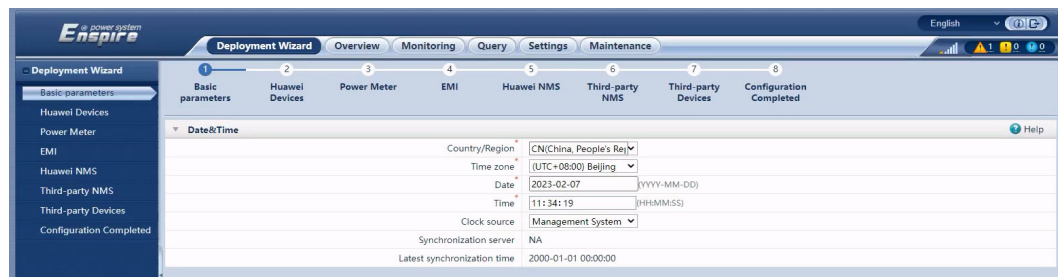 power system
Enspire
English
Deployment Wizard
Overview
Monitoring
Query
Settings
Maintenance
1
0
0
Deployment Wizard
Basic parameters
Huawei Devices
Power Meter
EMI
Huawei NMS
Third-party NMS
Third-party Devices
Configuration Completed
1
2
3
4
5
6
7
8
Basic
parameters
Huawei
Devices
Power Meter
EMI
Huawei NMS
Third-party
NMS
Third-party
Devices
Configuration
Completed
Date&Time
Help
Country/Region * CN(China, People's Re
Time zone * (UTC+08:00) Beijing
Date * 2023-02-07 (YYYY-MM-DD)
Time * 11:34:19 (HH:MM:SS)
Clock source Management System
Synchronization server NA
Latest synchronization time 2000-01-01 00:00:00